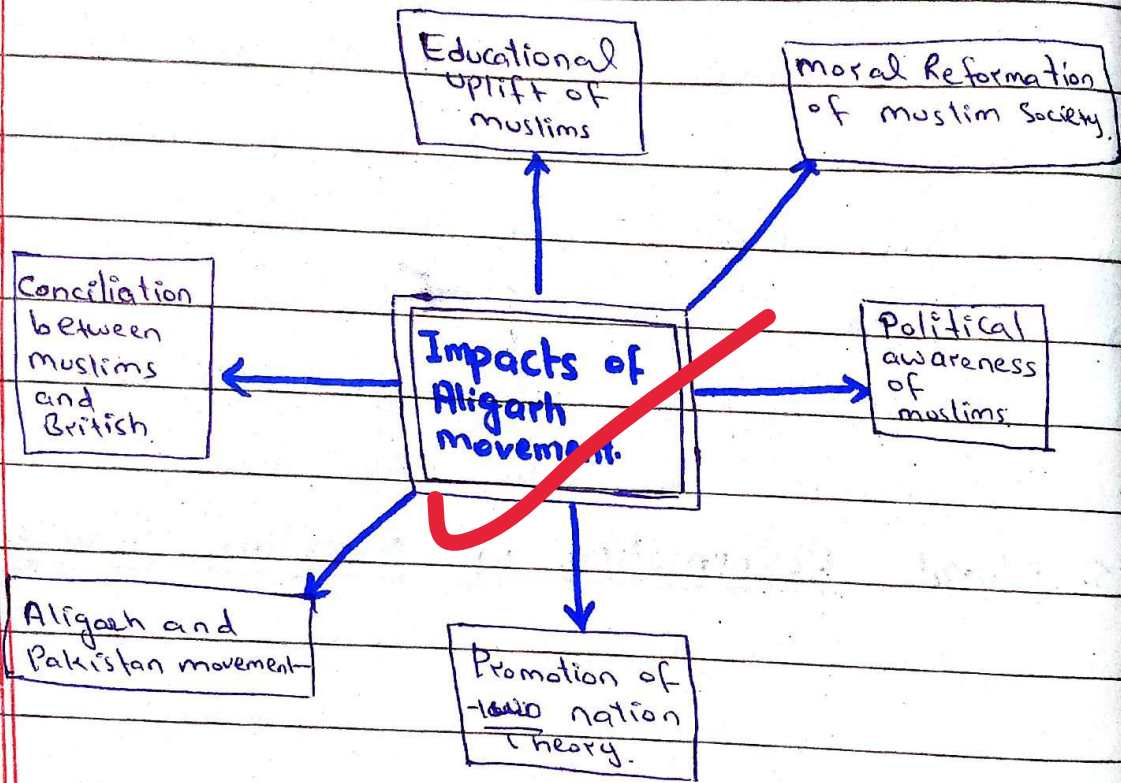 Educational
uplift of
muslims
Moral Reformation
of muslim Society.
Conciliation
between
muslims
and
British.
Impacts of
Aligarh
movement.
Political
awareness
of
muslims
Aligarh and
Pakistan movement
Promotion of
two nation
Theory.